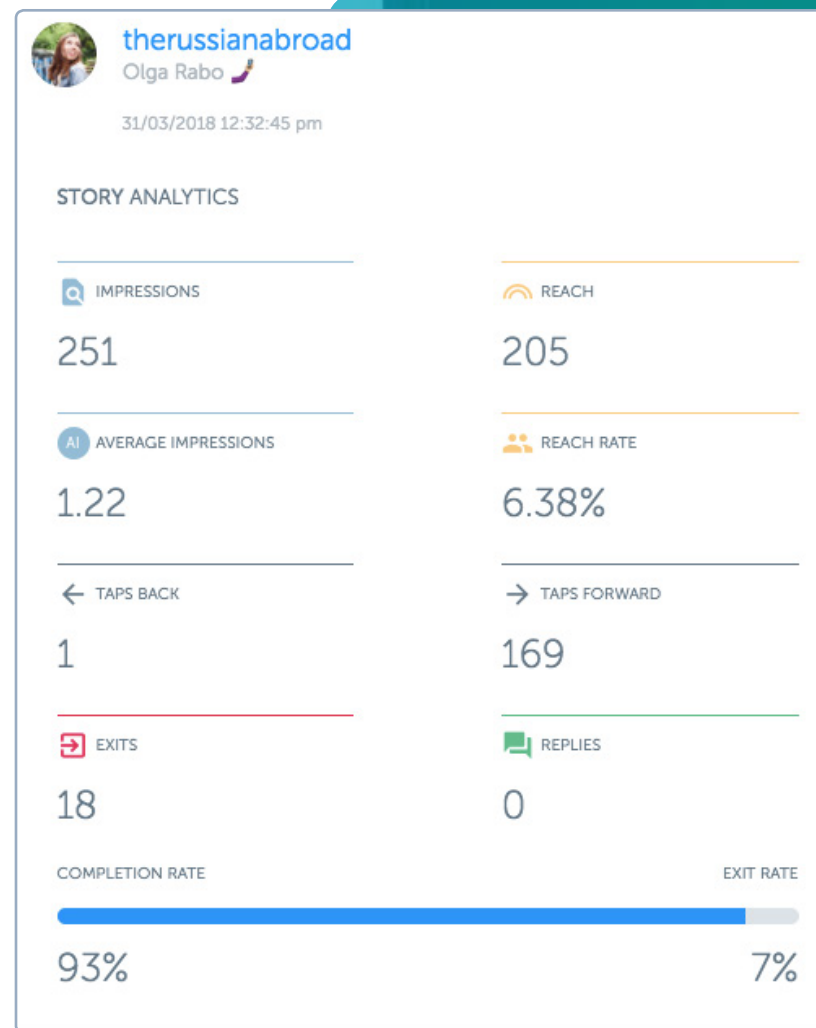 therussianabroad
Olga Rabo 🤳
31/03/2018 12:32:45 pm
STORY ANALYTICS
IMPRESSIONS
REACH
251
205
AI AVERAGE IMPRESSIONS
REACH RATE
1.22
6.38%
TAPS BACK
TAPS FORWARD
1
169
EXITS
REPLIES
18
0
COMPLETION RATE
EXIT RATE
93%
7%